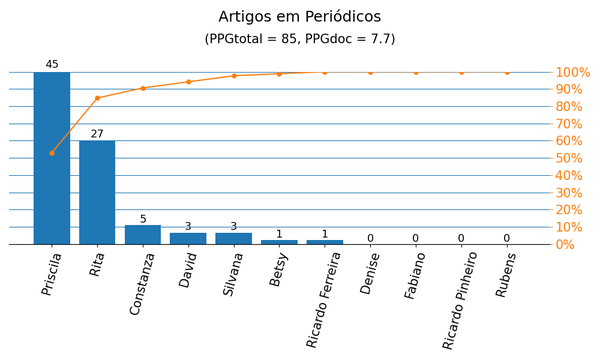 Artigos em Periódicos
(PPGtotal = 85, PPGdoc = 7.7)
45
27
5
3
3
1
1
0
0
0
0
100%
90%
80%
70%
60%
50%
40%
30%
20%
10%
0%
Priscila
Rita
Constanza
David
Silvana
Betsy
Ricardo Ferreira
Denise
Fabiano
Ricardo Pinheiro
Rubens